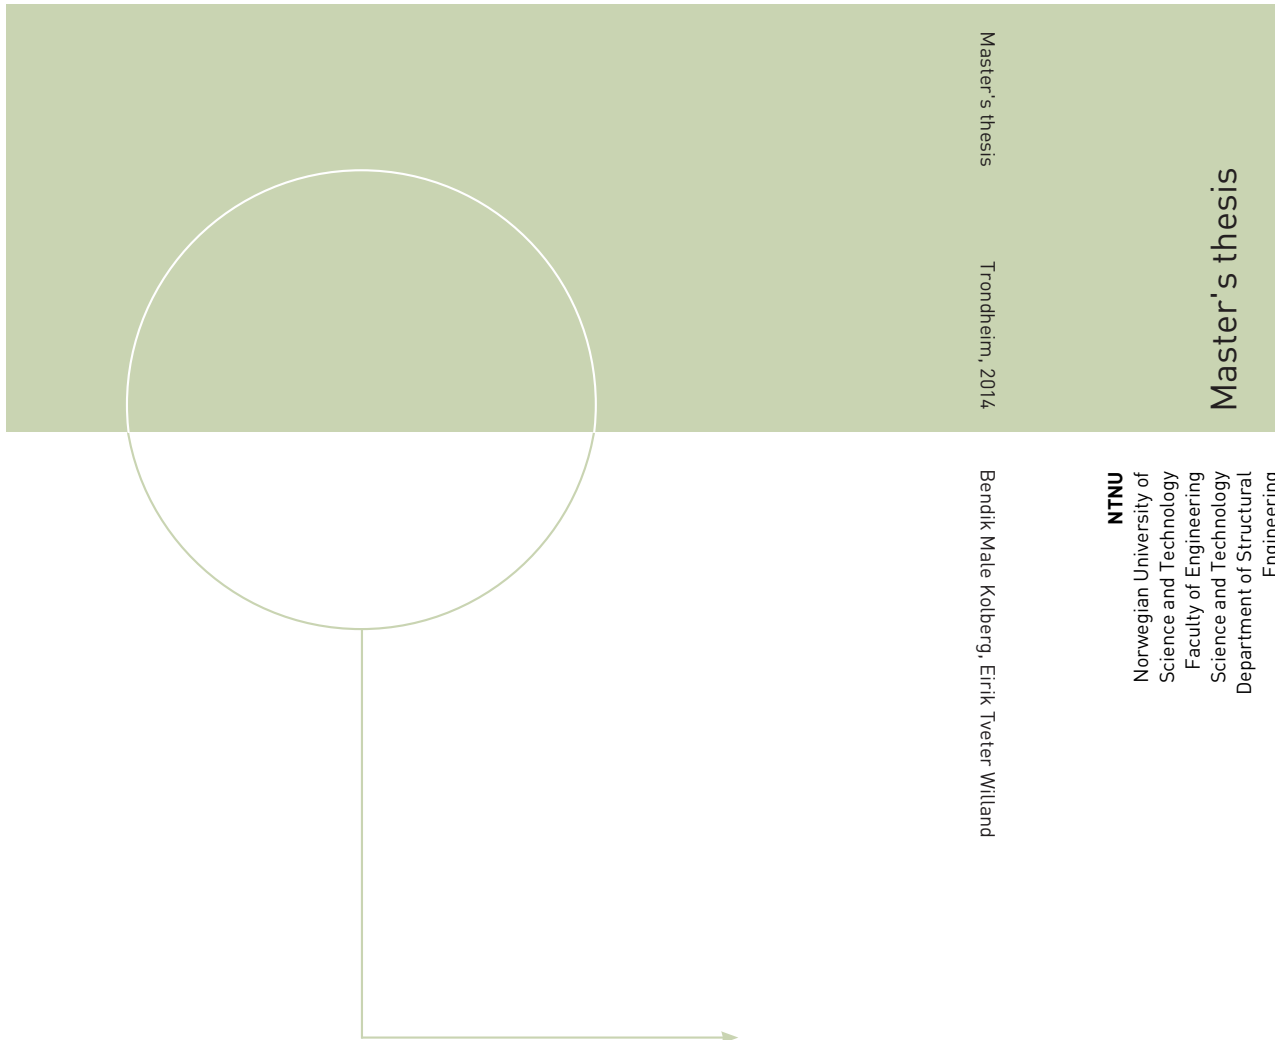 Master's thesis
Trondheim, 2014
Bendik Male Kolberg, Eirik Tveter Willand
Master's thesis
NTNU
Norwegian University of
Science and Technology
Faculty of Engineering
Science and Technology
Department of Structural
Engineering